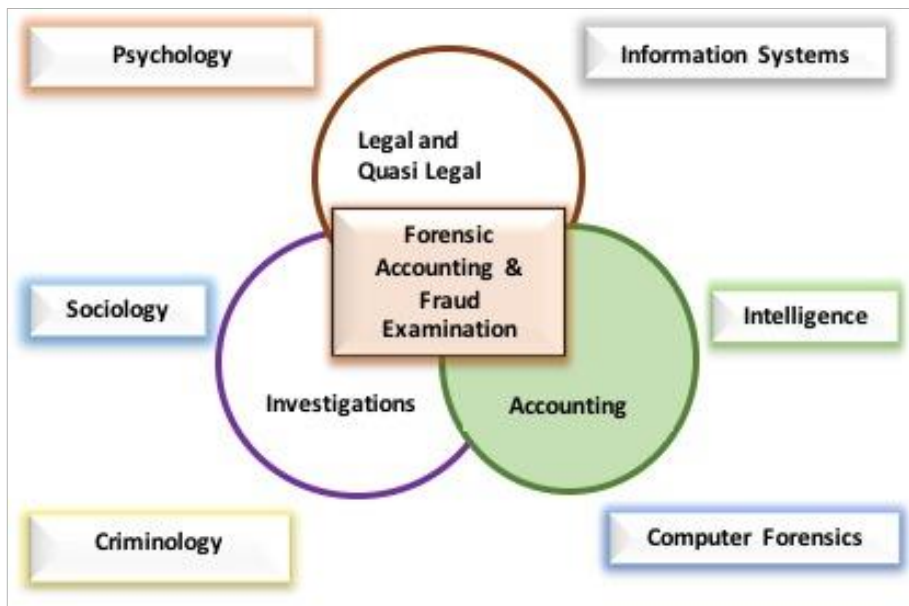 Psychology
Information Systems
Legal and
Quasi Legal
Forensic
Accounting &
Fraud
Examination
Sociology
Intelligence
Investigations
Accounting
Criminology
Computer Forensics